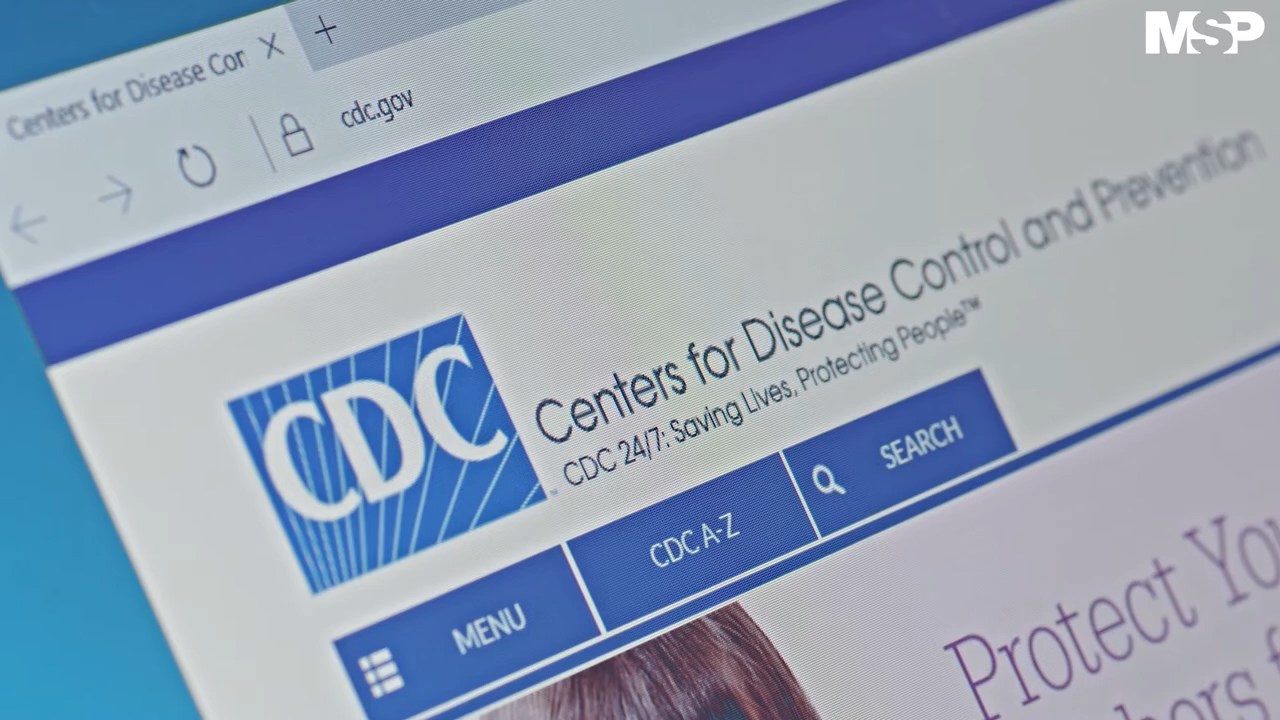 MSP
Centers for Disease Cor
cdc.gov
CDC
Centers for Disease Control and Prevention
CDC 24/7: Saving Lives, Protecting People™
MENU
CDC A-Z
SEARCH
Protect Yo